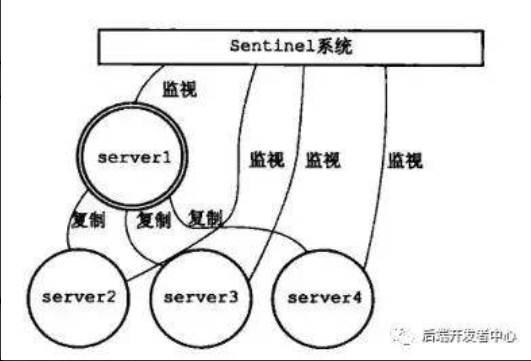 Sentinel系统
监视
server1
监视
监视
监视
复制
复制
复制
server2
server3
server4
后端开发者中心